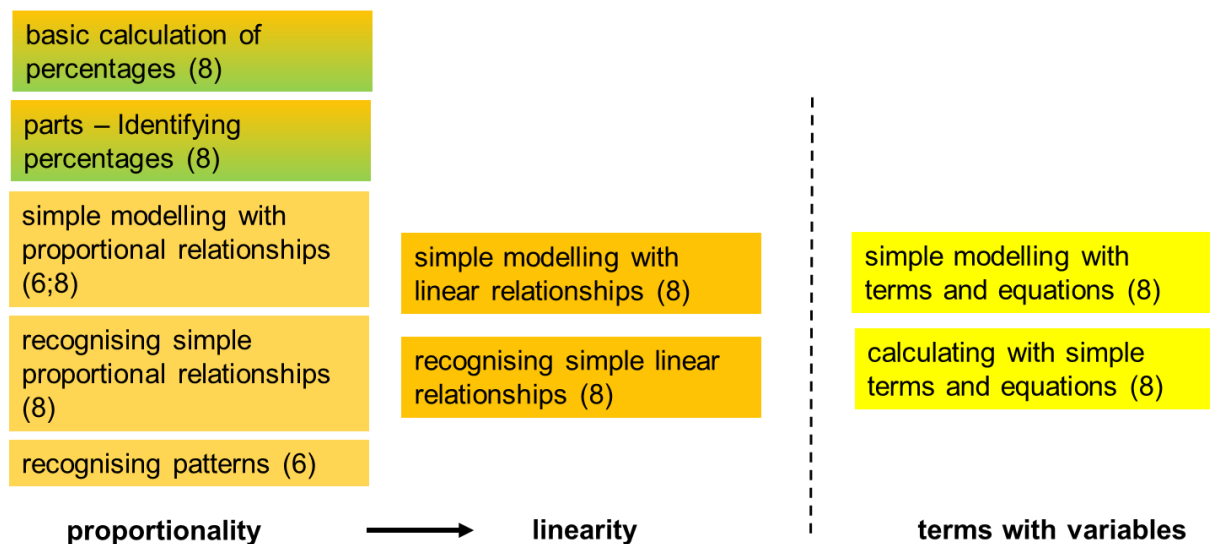 basic calculation of
percentages (8)
parts – Identifying
percentages (8)
simple modelling with
proportional relationships
(6;8)
recognising simple
proportional relationships
(8)
recognising patterns (6)
proportionality
simple modelling with
linear relationships (8)
recognising simple linear
relationships (8)
linearity
simple modelling with
terms and equations (8)
calculating with simple
terms and equations (8)
terms with variables